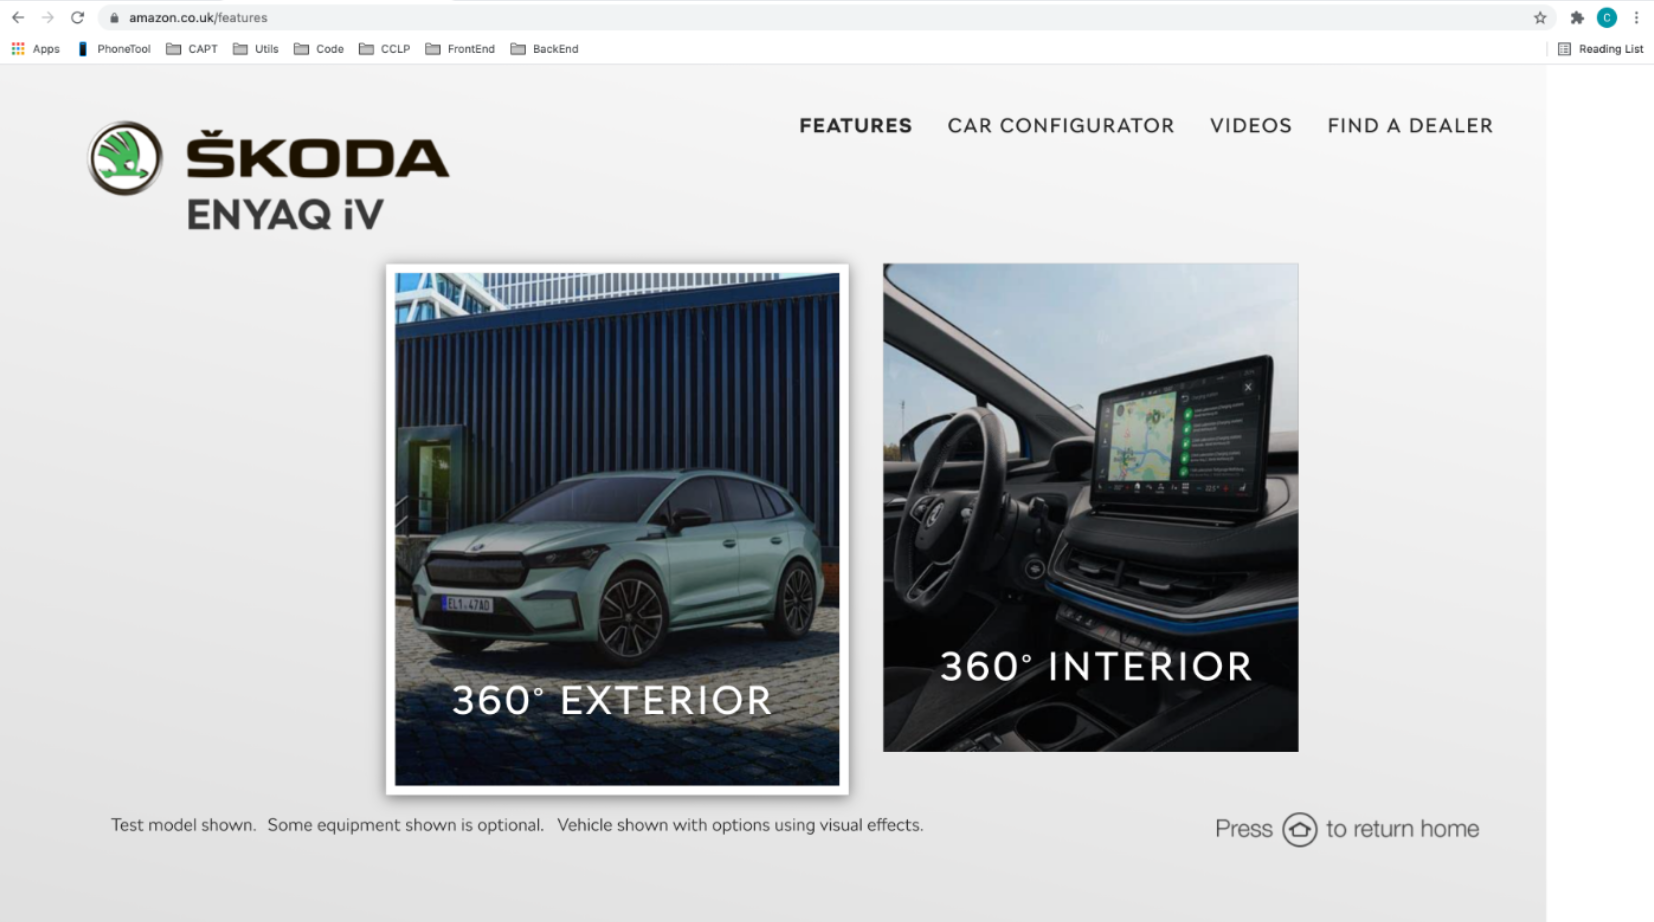 amazon.co.uk/features
C
Apps PhoneTool CAPT Utils Code CCLP FrontEnd BackEnd Reading List
FEATURES CAR CONFIGURATOR VIDEOS FIND A DEALER
ŠKODA
ENYAQ iV
EL1·47AD
360° EXTERIOR
360° INTERIOR
Test model shown. Some equipment shown is optional. Vehicle shown with options using visual effects.
Press to return home